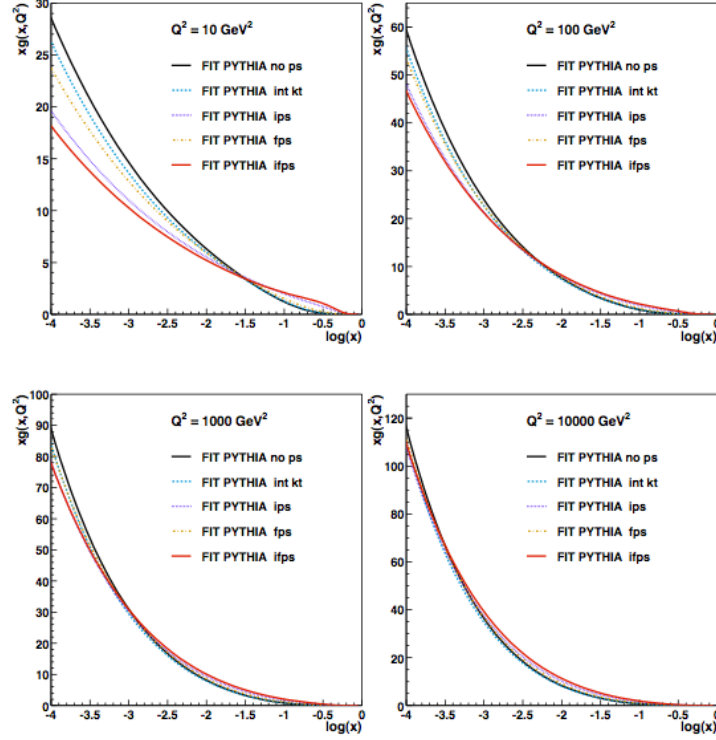 xg(x,Q²)
30
25
20
15
10
5
0
Q² = 10 GeV²
FIT PYTHIA no ps
FIT PYTHIA int kt
FIT PYTHIA ips
FIT PYTHIA fps
FIT PYTHIA ifps
-4 -3.5 -3 -2.5 -2 -1.5 -1 -0.5 0
log(x)
xg(x,Q²)
60
50
40
30
20
10
0
Q² = 100 GeV²
FIT PYTHIA no ps
FIT PYTHIA int kt
FIT PYTHIA ips
FIT PYTHIA fps
FIT PYTHIA ifps
-4 -3.5 -3 -2.5 -2 -1.5 -1 -0.5 0
log(x)
xg(x,Q²)
100
90
80
70
60
50
40
30
20
10
0
Q² = 1000 GeV²
FIT PYTHIA no ps
FIT PYTHIA int kt
FIT PYTHIA ips
FIT PYTHIA fps
FIT PYTHIA ifps
-4 -3.5 -3 -2.5 -2 -1.5 -1 -0.5 0
log(x)
xg(x,Q²)
120
100
80
60
40
20
0
Q² = 10000 GeV²
FIT PYTHIA no ps
FIT PYTHIA int kt
FIT PYTHIA ips
FIT PYTHIA fps
FIT PYTHIA ifps
-4 -3.5 -3 -2.5 -2 -1.5 -1 -0.5 0
log(x)